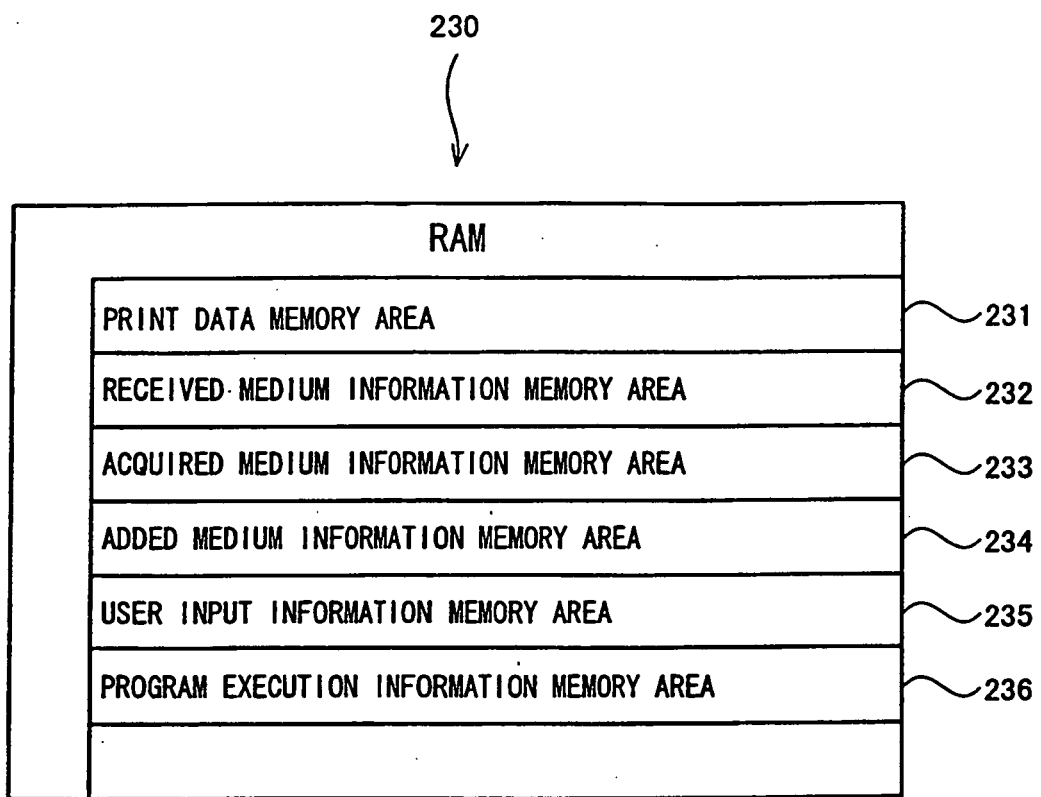 230
RAM
PRINT DATA MEMORY AREA
231
RECEIVED MEDIUM INFORMATION MEMORY AREA
232
ACQUIRED MEDIUM INFORMATION MEMORY AREA
233
ADDED MEDIUM INFORMATION MEMORY AREA
234
USER INPUT INFORMATION MEMORY AREA
235
PROGRAM EXECUTION INFORMATION MEMORY AREA
236